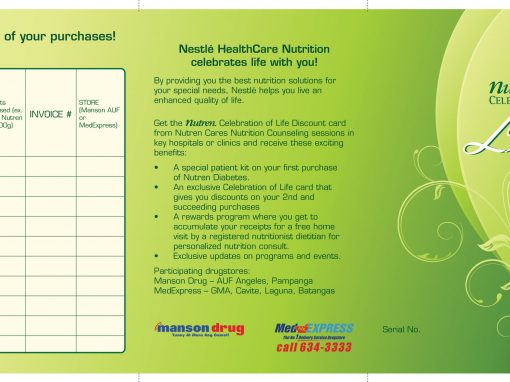 of your purchases!
INVOICE #
STORE
(Manson AUF
or
MedExpress)
Nestlé HealthCare Nutrition
celebrates life with you!
By providing you the best nutrition solutions for
your special needs, Nestlé helps you live an
enhanced quality of life.
Get the nutren. Celebration of Life Discount card
from Nutren Cares Nutrition Counseling sessions in
key hospitals or clinics and receive these exciting
benefits:
• A special patient kit on your first purchase
of Nutren Diabetes.
• An exclusive Celebration of Life card that
gives you discounts on your 2nd and
succeeding purchases
• A rewards program where you get to
accumulate your receipts for a free home
visit by a registered nutritionist dietitian for
personalized nutrition consult.
• Exclusive updates on programs and events.
Participating drugstores:
Manson Drug – AUF Angeles, Pampanga
MedExpress – GMA, Cavite, Laguna, Batangas
manson drug
MedEXPRESS
The No.1 Delivery Service Drugstore
call 634-3333
Serial No.